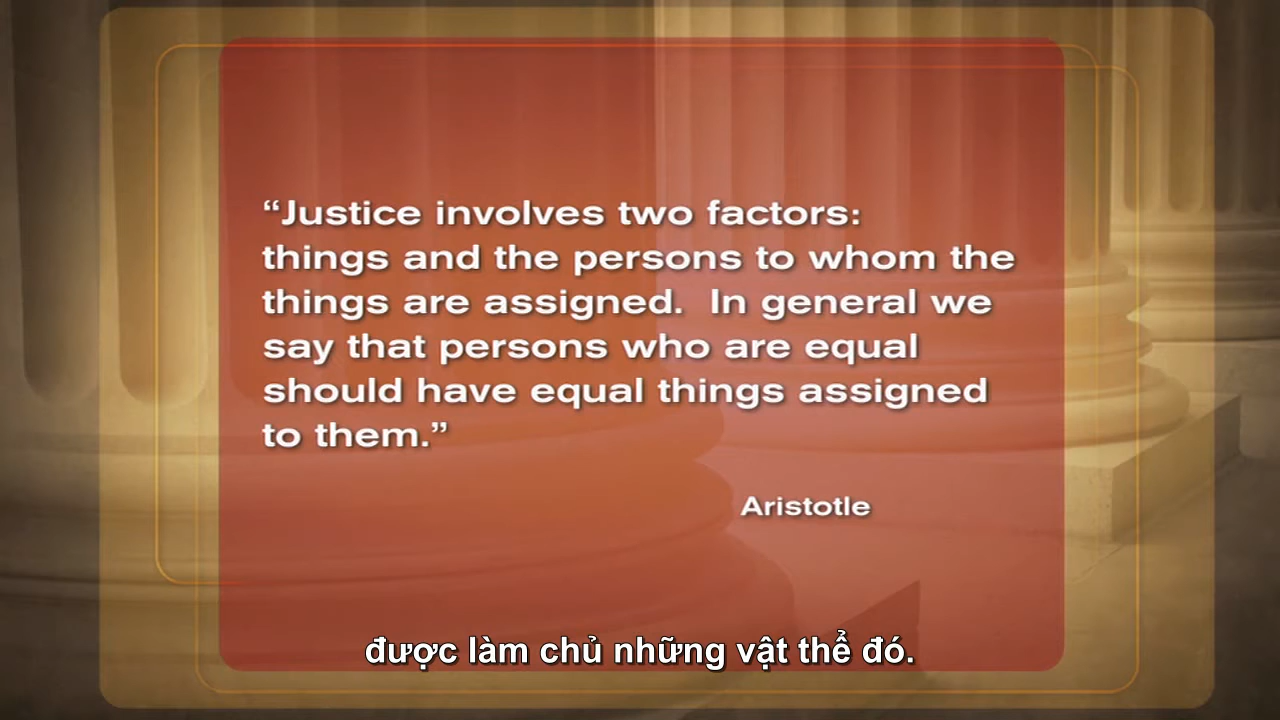 “Justice involves two factors:
things and the persons to whom the
things are assigned.  In general we
say that persons who are equal
should have equal things assigned
to them.”
Aristotle
được làm chủ những vật thể đó.